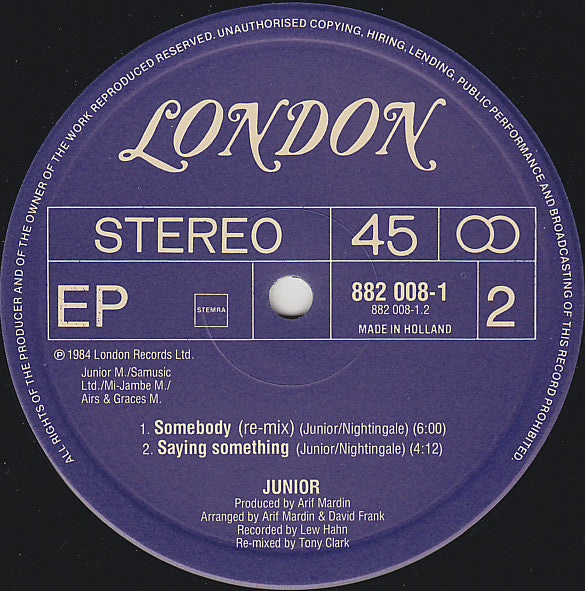 ALL RIGHTS OF THE PRODUCER AND OF THE OWNER OF THE WORK REPRODUCED RESERVED. UNAUTHORISED COPYING, HIRING, LENDING, PUBLIC PERFORMANCE AND BROADCASTING OF THIS RECORD PROHIBITED.
LONDON
STEREO 45
EP STEMRA 882 008-1 2
882 008-1.2
MADE IN HOLLAND
℗ 1984 London Records Ltd.
Junior M./Samusic
Ltd./Mi-Jambe M./
Airs & Graces M.
1. Somebody (re-mix) (Junior/Nightingale) (6:00)
2. Saying something (Junior/Nightingale) (4:12)
JUNIOR
Produced by Arif Mardin
Arranged by Arif Mardin & David Frank
Recorded by Lew Hahn
Re-mixed by Tony Clark